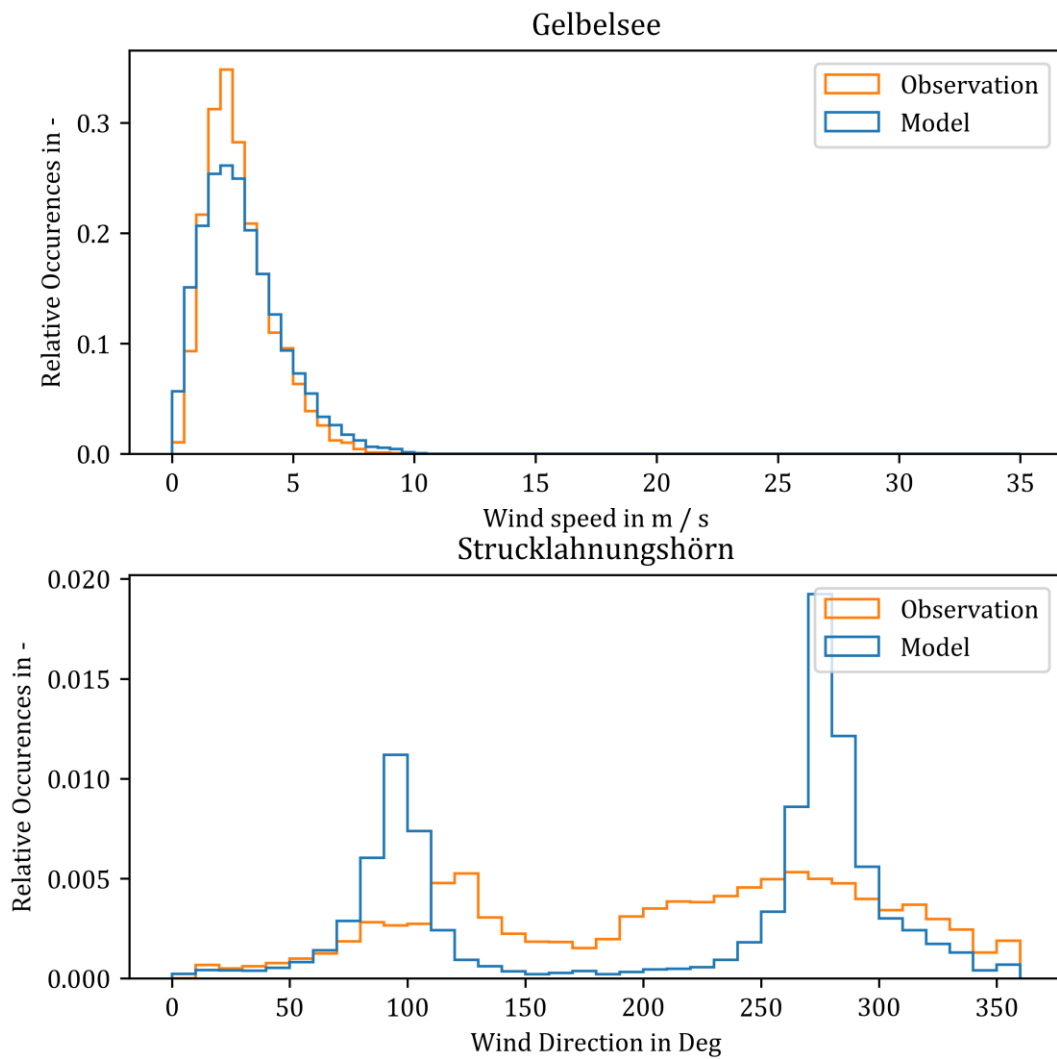 Gelbelsee
Observation
Model
Relative Occurences in -
0.3
0.2
0.1
0.0
0 5 10 15 20 25 30 35
Wind speed in m / s
Strucklahnungshörn
Observation
Model
Relative Occurences in -
0.020
0.015
0.010
0.005
0.000
0 50 100 150 200 250 300 350
Wind Direction in Deg